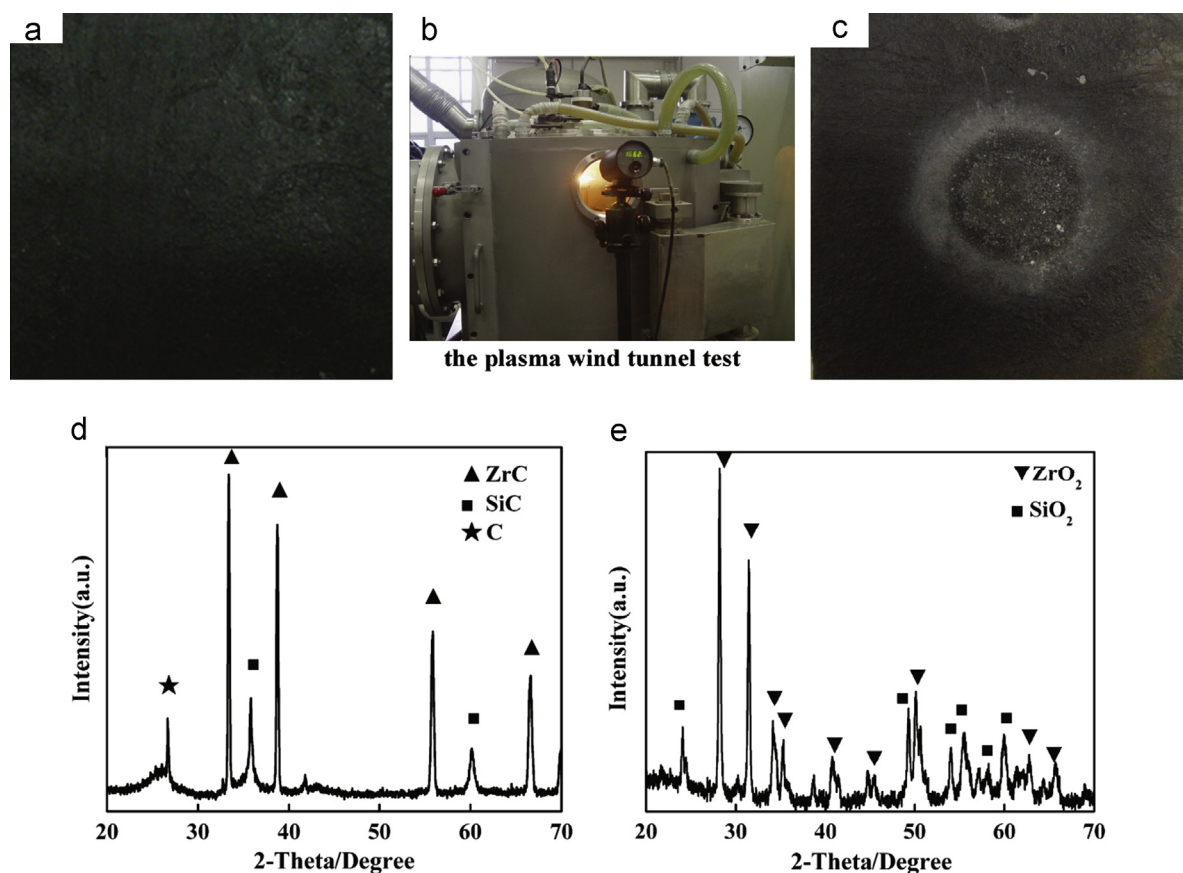 a
b
c
the plasma wind tunnel test
d
e
ZrC
SiC
C
Intensity(a.u.)
20 30 40 50 60 70
2-Theta/Degree
ZrO₂
SiO₂
Intensity(a.u.)
20 30 40 50 60 70
2-Theta/Degree